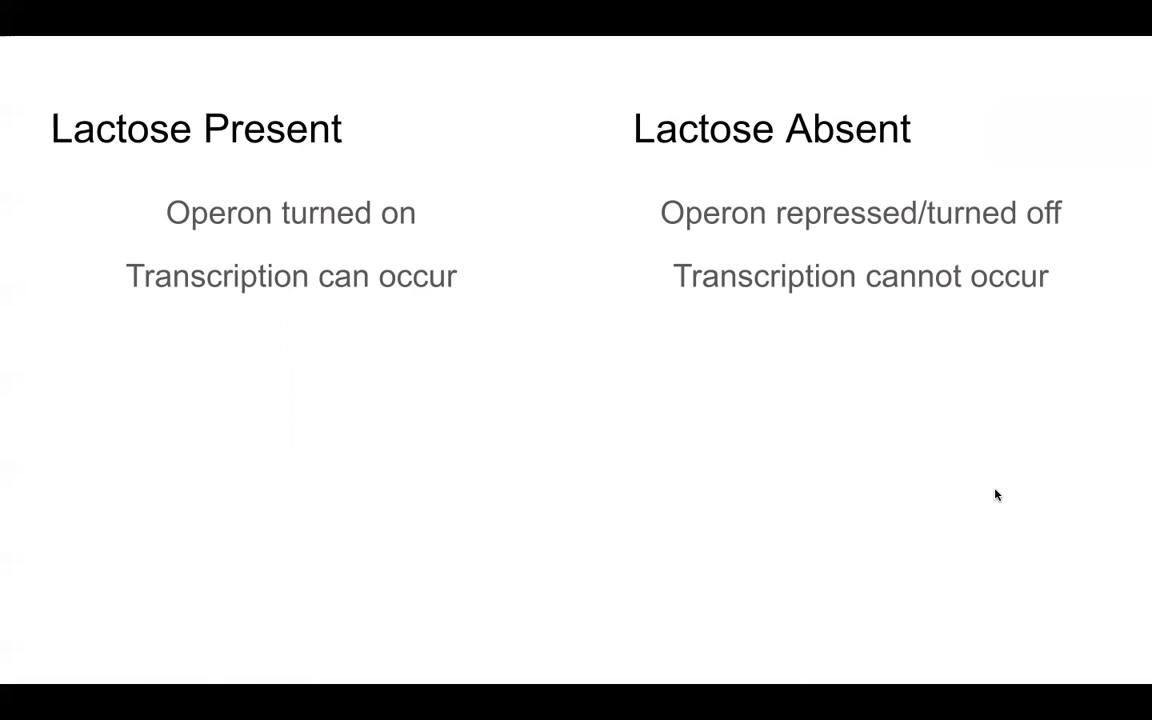 Lactose Present
Operon turned on
Transcription can occur
Lactose Absent
Operon repressed/turned off
Transcription cannot occur